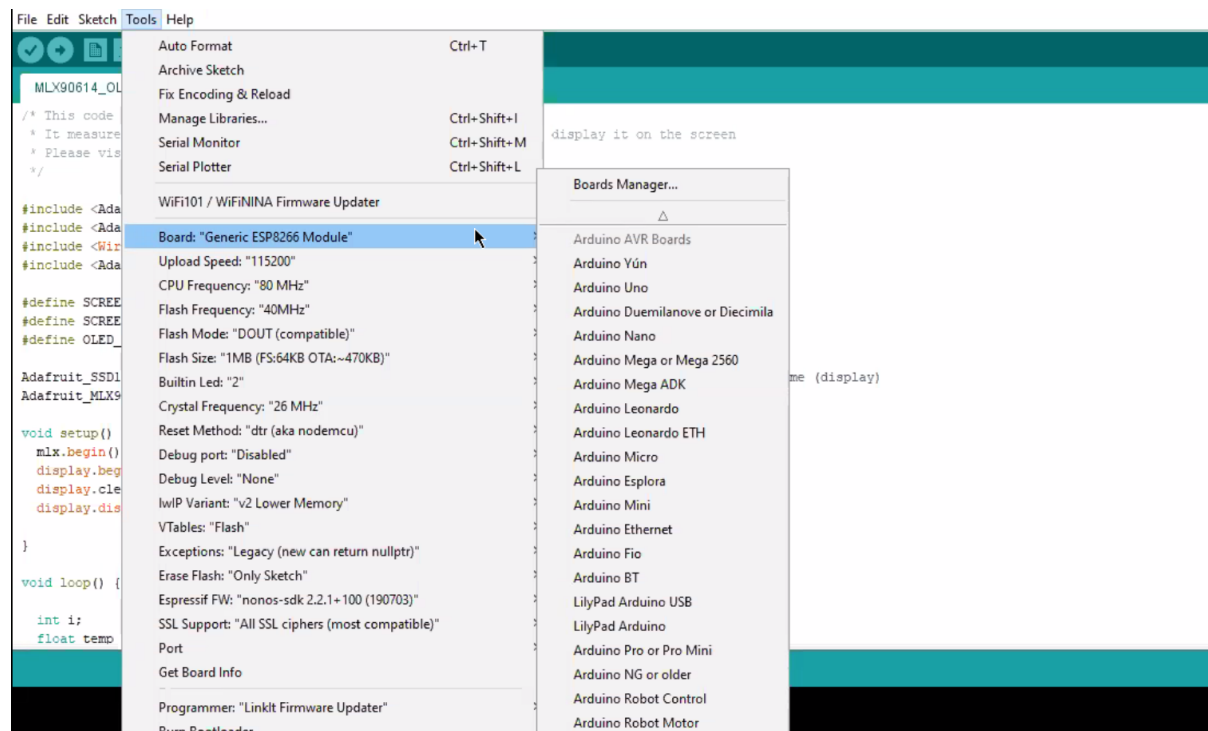 File Edit Sketch Tools Help
MLX90614_OL
/* This code
* It measure
display it on the screen
* Please vis
*/
#include <Ada
#include <Ada
#include <Wir
#include <Ada
#define SCREE
#define SCREE
#define OLED_
Adafruit_SSD1
me (display)
Adafruit_MLX9
void setup()
mlx.begin()
display.beg
display.cle
display.dis
}
void loop() {
int i;
float temp
Auto Format Ctrl+T
Archive Sketch
Fix Encoding & Reload
Manage Libraries... Ctrl+Shift+I
Serial Monitor Ctrl+Shift+M
Serial Plotter Ctrl+Shift+L
WiFi101 / WiFiNINA Firmware Updater
Board: "Generic ESP8266 Module"
Upload Speed: "115200"
CPU Frequency: "80 MHz"
Flash Frequency: "40MHz"
Flash Mode: "DOUT (compatible)"
Flash Size: "1MB (FS:64KB OTA:~470KB)"
Builtin Led: "2"
Crystal Frequency: "26 MHz"
Reset Method: "dtr (aka nodemcu)"
Debug port: "Disabled"
Debug Level: "None"
lwIP Variant: "v2 Lower Memory"
VTables: "Flash"
Exceptions: "Legacy (new can return nullptr)"
Erase Flash: "Only Sketch"
Espressif FW: "nonos-sdk 2.2.1+100 (190703)"
SSL Support: "All SSL ciphers (most compatible)"
Port
Get Board Info
Programmer: "LinkIt Firmware Updater"
Burn Bootloader
Boards Manager...
Arduino AVR Boards
Arduino Yún
Arduino Uno
Arduino Duemilanove or Diecimila
Arduino Nano
Arduino Mega or Mega 2560
Arduino Mega ADK
Arduino Leonardo
Arduino Leonardo ETH
Arduino Micro
Arduino Esplora
Arduino Mini
Arduino Ethernet
Arduino Fio
Arduino BT
LilyPad Arduino USB
LilyPad Arduino
Arduino Pro or Pro Mini
Arduino NG or older
Arduino Robot Control
Arduino Robot Motor